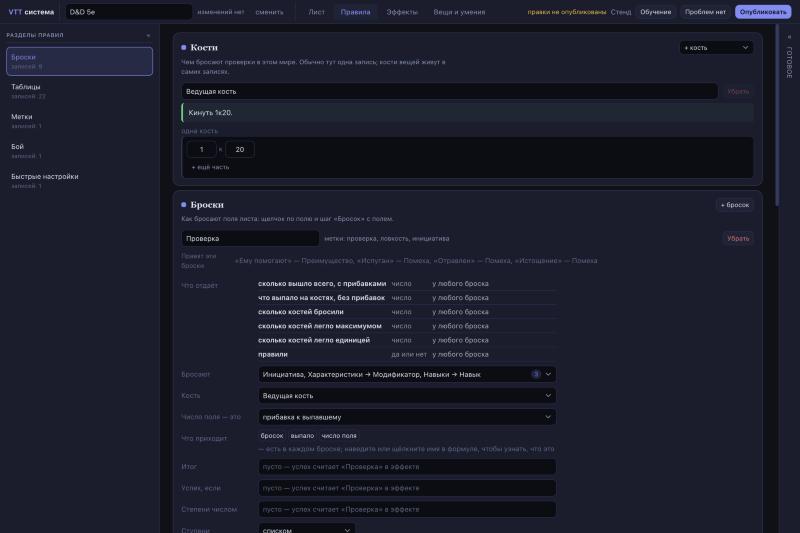 VTT система
D&D 5e
изменений нет
сменить
Лист
Правила
Эффекты
Вещи и умения
правки не опубликованы
Стенд
Обучение
Проблем нет
Опубликовать
РАЗДЕЛЫ ПРАВИЛ «
Броски
записей: 9
Таблицы
записей: 22
Метки
записей: 1
Бой
записей: 1
Быстрые настройки
записей: 1
« ГОТОВОЕ
Кости
+ кость
Чем бросают проверки в этом мире. Обычно тут одна запись; кости вещей живут в
самих записях.
Ведущая кость
Убрать
Кинуть 1к20.
одна кость
1 к 20
+ ещё часть
Броски
+ бросок
Как бросают поля листа: щелчок по полю и шаг «Бросок» с полем.
Проверка
метки: проверка, ловкость, инициатива
Убрать
Правят эти
броски
«Ему помогают» — Преимущество, «Испуган» — Помеха, «Отравлен» — Помеха, «Истощение» — Помеха
Что отдаёт
сколько вышло всего, с прибавками число у любого броска
что выпало на костях, без прибавок число у любого броска
сколько костей бросили число у любого броска
сколько костей легло максимумом число у любого броска
сколько костей легло единицей число у любого броска
правили да или нет у любого броска
Бросают
Инициатива, Характеристики → Модификатор, Навыки → Навык 3
Кость
Ведущая кость
Число поля — это
прибавка к выпавшему
Что приходит
бросок выпало число поля
— есть в каждом броске; наведите или щёлкните имя в формуле, чтобы узнать, что это
Итог
пусто — успех считает «Проверка» в эффекте
Успех, если
пусто — успех считает «Проверка» в эффекте
Степени числом
пусто — успех считает «Проверка» в эффекте
Ступени
списком